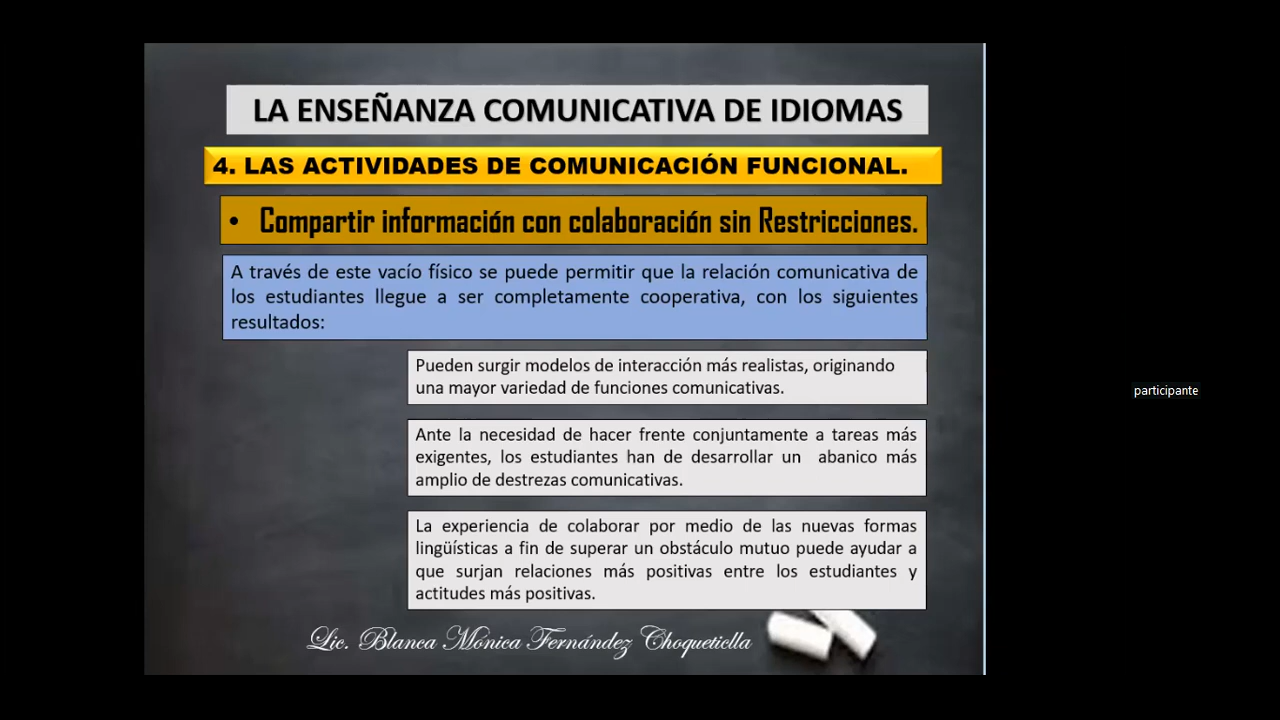 LA ENSEÑANZA COMUNICATIVA DE IDIOMAS
4. LAS ACTIVIDADES DE COMUNICACIÓN FUNCIONAL.
• Compartir información con colaboración sin Restricciones.
A través de este vacío físico se puede permitir que la relación comunicativa de
los estudiantes llegue a ser completamente cooperativa, con los siguientes
resultados:
Pueden surgir modelos de interacción más realistas, originando
una mayor variedad de funciones comunicativas.
Ante la necesidad de hacer frente conjuntamente a tareas más
exigentes, los estudiantes han de desarrollar un abanico más
amplio de destrezas comunicativas.
La experiencia de colaborar por medio de las nuevas formas
lingüísticas a fin de superar un obstáculo mutuo puede ayudar a
que surjan relaciones más positivas entre los estudiantes y
actitudes más positivas.
Lic. Blanca Mónica Fernández Choqueticlla
participante